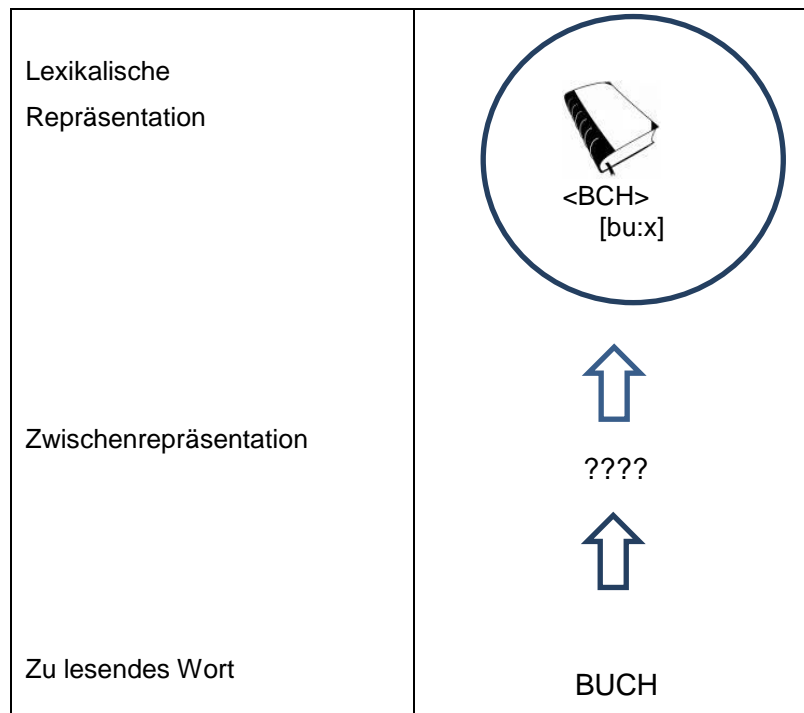 Lexikalische
Repräsentation
<BCH>
[bu:x]
Zwischenrepräsentation
????
Zu lesendes Wort
BUCH